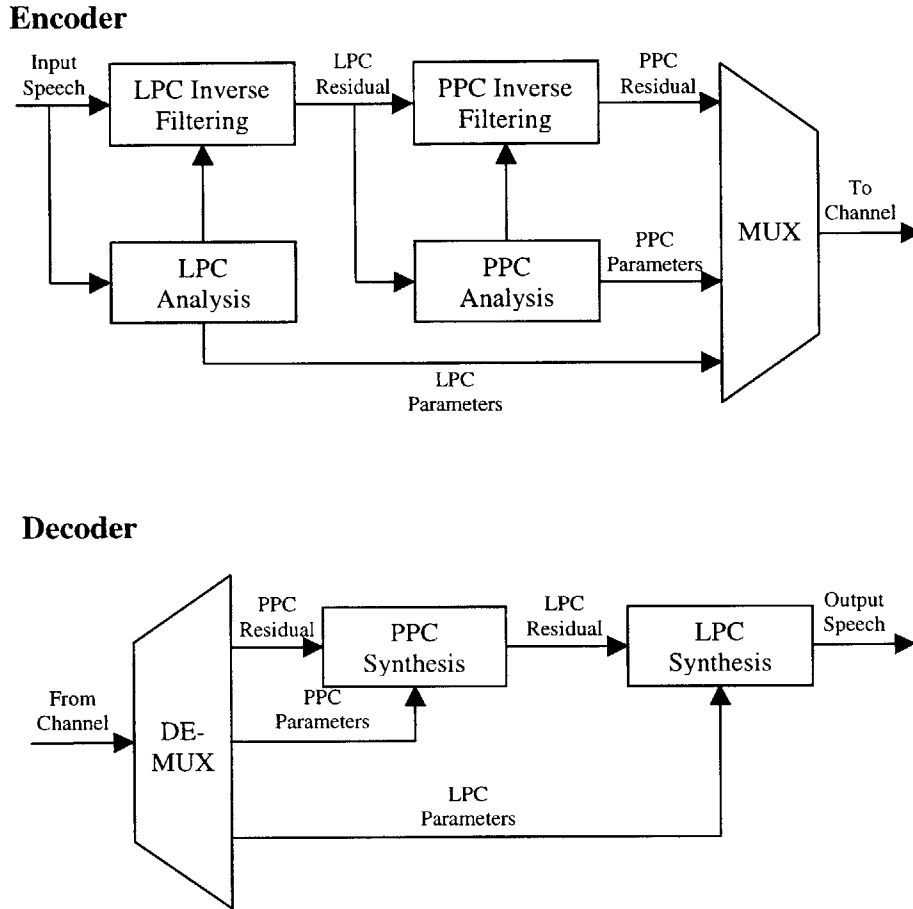 Encoder
Input
Speech
LPC Inverse
Filtering
LPC
Residual
PPC Inverse
Filtering
PPC
Residual
LPC
Analysis
PPC
Analysis
PPC
Parameters
MUX
To
Channel
LPC
Parameters
Decoder
From
Channel
DE-
MUX
PPC
Residual
PPC
Synthesis
LPC
Residual
LPC
Synthesis
Output
Speech
PPC
Parameters
LPC
Parameters